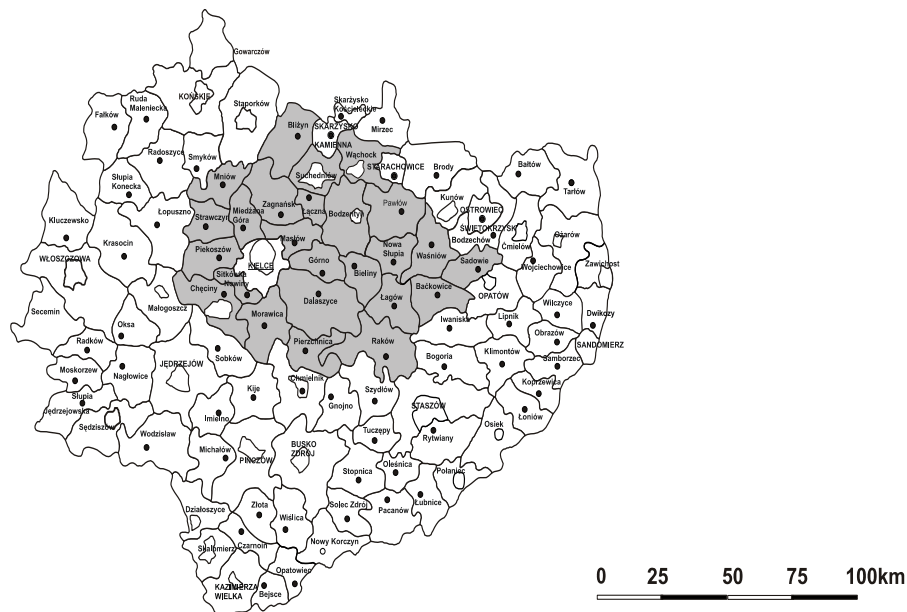 Gowarczów
KOŃSKIE
Ruda
Maleniecka
Stąporków
Skarżysko
Kościeleckie
Fałków
Bliżyn
SKARŻYSKO
Mirzec
KAMIENNA
Wąchock
Radoszyce
Smyków
STARACHOWICE
Brody
Bałtów
Słupia
Konecka
Mniów
Suchedniów
Tarłów
Kluczewsko
Łopuszno
Strawczyn
Miedziana
Góra
Zagnańsk
Łączna
Bodzentyn
Pawłów
Kunów
OSTROWIEC
ŚWIĘTOKRZYSK
Krasocin
Masłów
Nowa
Słupia
Bodzechów
Ćmielów
Ożarów
WŁOSZCZOWA
Piekoszów
KIELCE
Górno
Bieliny
Waśniów
Sadowie
Wojciechowice
Zawichost
Sitkówka
Nowiny
Chęciny
Daleszyce
Łagów
Baćkowice
OPATÓW
Secemin
Małogoszcz
Morawica
Iwaniska
Lipnik
Wilczyce
Dwikozy
Oksa
Radków
Pierzchnica
Raków
Obrazów
SANDOMIERZ
Moskorzew
Nagłowice
JĘDRZEJÓW
Sobków
Bogoria
Klimontów
Samborzec
Słupia
Jędrzejowska
Kije
Chmielnik
Szydłów
Koprzywnica
Sędziszów
Imielno
Gnojno
STASZÓW
Łoniów
Wodzisław
Michałów
PIŃCZÓW
BUSKO
ZDRÓJ
Tuczępy
Rytwiany
Osiek
Stopnica
Oleśnica
Połaniec
Działoszyce
Złota
Wiślica
Solec Zdrój
Pacanów
Łubnice
Skalbmierz
Czarnocin
Nowy Korczyn
Opatowiec
KAZIMIERZA
WIELKA
Bejsce
0 25 50 75 100km